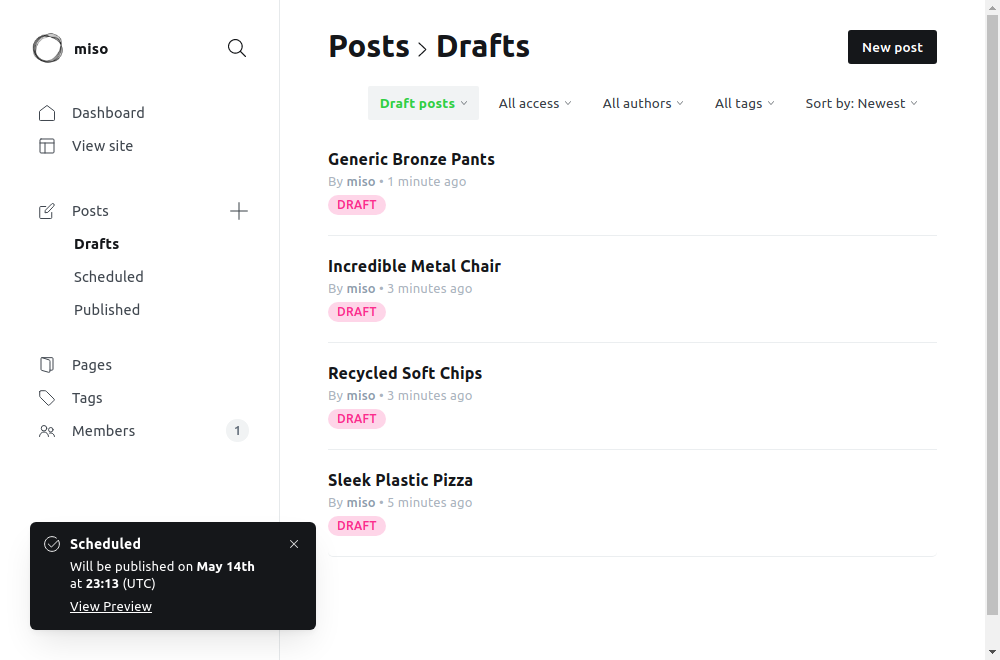 miso
Dashboard
View site
Posts
Drafts
Scheduled
Published
Pages
Tags
Members 1
Posts > Drafts
New post
Draft posts All access All authors All tags Sort by: Newest
Generic Bronze Pants
By miso • 1 minute ago
DRAFT
Incredible Metal Chair
By miso • 3 minutes ago
DRAFT
Recycled Soft Chips
By miso • 3 minutes ago
DRAFT
Sleek Plastic Pizza
By miso • 5 minutes ago
DRAFT
Scheduled
Will be published on May 14th
at 23:13 (UTC)
View Preview